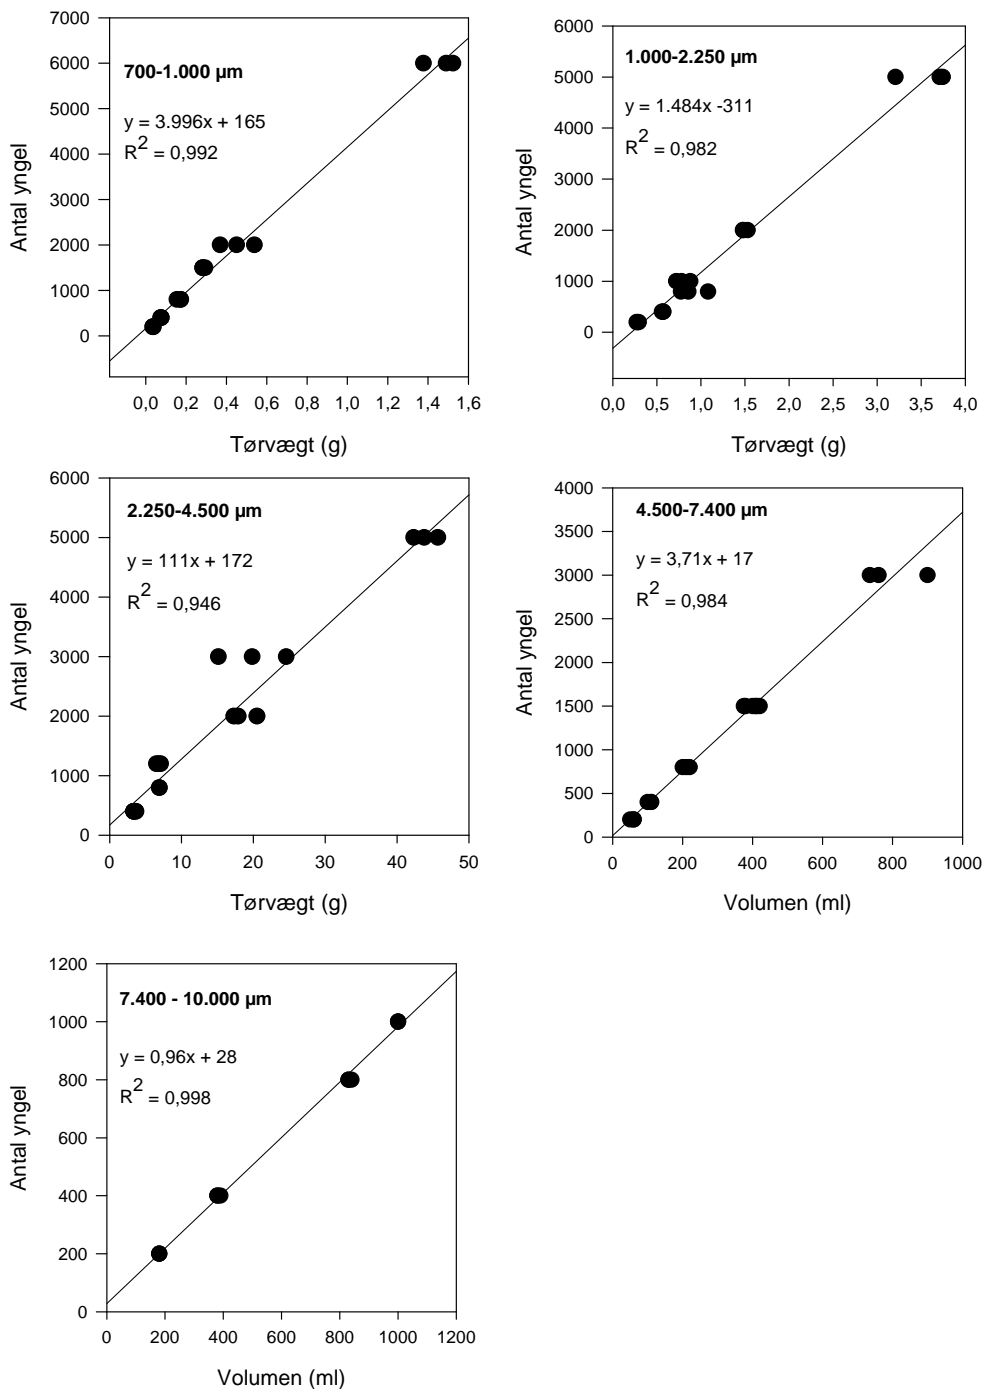 7000
6000
5000
4000
3000
2000
1000
0
Antal yngel
700-1.000 µm
y = 3.996x + 165
R2 = 0,992
0,0 0,2 0,4 0,6 0,8 1,0 1,2 1,4 1,6
Tørvægt (g)
6000
5000
4000
3000
2000
1000
0
Antal yngel
1.000-2.250 µm
y = 1.484x -311
R2 = 0,982
0,0 0,5 1,0 1,5 2,0 2,5 3,0 3,5 4,0
Tørvægt (g)
6000
5000
4000
3000
2000
1000
0
Antal yngel
2.250-4.500 µm
y = 111x + 172
R2 = 0,946
0 10 20 30 40 50
Tørvægt (g)
4000
3500
3000
2500
2000
1500
1000
500
0
Antal yngel
4.500-7.400 µm
y = 3,71x + 17
R2 = 0,984
0 200 400 600 800 1000
Volumen (ml)
1200
1000
800
600
400
200
0
Antal yngel
7.400 - 10.000 µm
y = 0,96x + 28
R2 = 0,998
0 200 400 600 800 1000 1200
Volumen (ml)